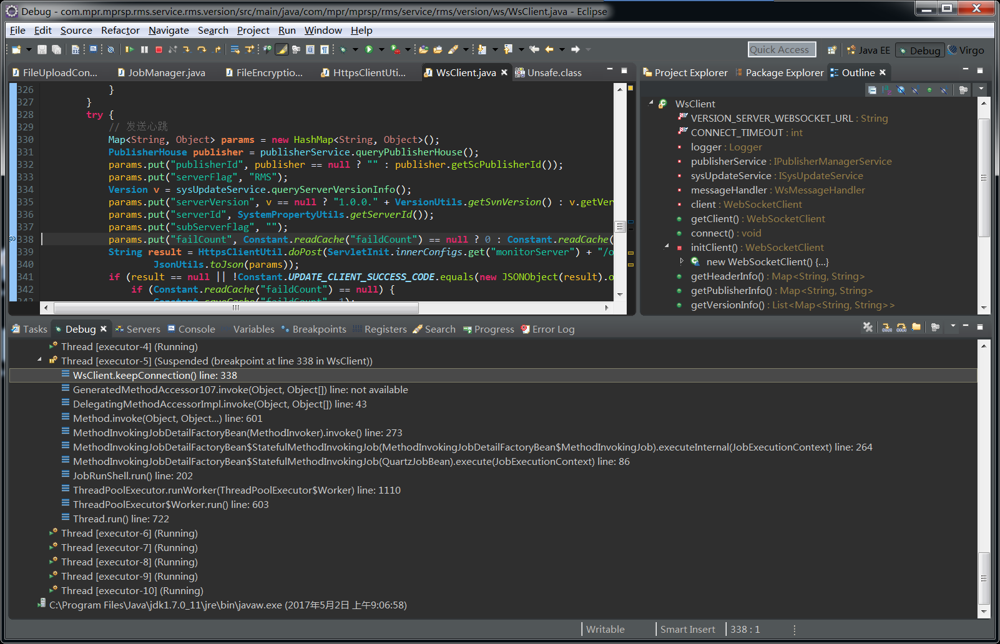 Debug - com.mpr.mprsp.rms.service.rms.version/src/main/java/com/mpr/mprsp/rms/service/rms/version/ws/WsClient.java - Eclipse
File Edit Source Refactor Navigate Search Project Run Window Help
Quick Access Java EE Debug Virgo
FileUploadCon... JobManager.java FileEncryptio... HttpsClientUti... WsClient.java Unsafe.class
326 }
327 }
328 try {
329 // 发送心跳
330 Map<String, Object> params = new HashMap<String, Object>();
331 PublisherHouse publisher = publisherService.queryPublisherHouse();
332 params.put("publisherId", publisher == null ? "" : publisher.getScPublisherId());
333 params.put("serverFlag", "RMS");
334 Version v = sysUpdateService.queryServerVersionInfo();
335 params.put("serverVersion", v == null ? "1.0.0." + VersionUtils.getSvnVersion() : v.getVer
336 params.put("serverId", SystemPropertyUtils.getServerId());
337 params.put("subServerFlag", "");
338 params.put("failCount", Constant.readCache("faildCount") == null ? 0 : Constant.readCache(
339 String result = HttpsClientUtil.doPost(ServletInit.innerConfigs.get("monitorServer") + "/o
340 JsonUtils.toJson(params));
341 if (result == null || !Constant.UPDATE_CLIENT_SUCCESS_CODE.equals(new JSONObject(result).o
342 if (Constant.readCache("faildCount") == null) {
Project Explorer Package Explorer Outline
WsClient
VERSION_SERVER_WEBSOCKET_URL : String
CONNECT_TIMEOUT : int
logger : Logger
publisherService : IPublisherManagerService
sysUpdateService : ISysUpdateService
messageHandler : WsMessageHandler
client : WebSocketClient
getClient() : WebSocketClient
connect() : void
initClient() : WebSocketClient
new WebSocketClient() {...}
getHeaderInfo() : Map<String, String>
getPublisherInfo() : Map<String, String>
getVersionInfo() : List<Map<String, String>>
Tasks Debug Servers Console Variables Breakpoints Registers Search Progress Error Log
Thread [executor-4] (Running)
Thread [executor-5] (Suspended (breakpoint at line 338 in WsClient))
WsClient.keepConnection() line: 338
GeneratedMethodAccessor107.invoke(Object, Object[]) line: not available
DelegatingMethodAccessorImpl.invoke(Object, Object[]) line: 43
Method.invoke(Object, Object...) line: 601
MethodInvokingJobDetailFactoryBean(MethodInvoker).invoke() line: 273
MethodInvokingJobDetailFactoryBean$StatefulMethodInvokingJob(MethodInvokingJobDetailFactoryBean$MethodInvokingJob).executeInternal(JobExecutionContext) line: 264
MethodInvokingJobDetailFactoryBean$StatefulMethodInvokingJob(QuartzJobBean).execute(JobExecutionContext) line: 86
JobRunShell.run() line: 202
ThreadPoolExecutor.runWorker(ThreadPoolExecutor$Worker) line: 1110
ThreadPoolExecutor$Worker.run() line: 603
Thread.run() line: 722
Thread [executor-6] (Running)
Thread [executor-7] (Running)
Thread [executor-8] (Running)
Thread [executor-9] (Running)
Thread [executor-10] (Running)
C:\Program Files\Java\jdk1.7.0_11\jre\bin\javaw.exe (2017年5月2日 上午9:06:58)
Writable Smart Insert 338 : 1